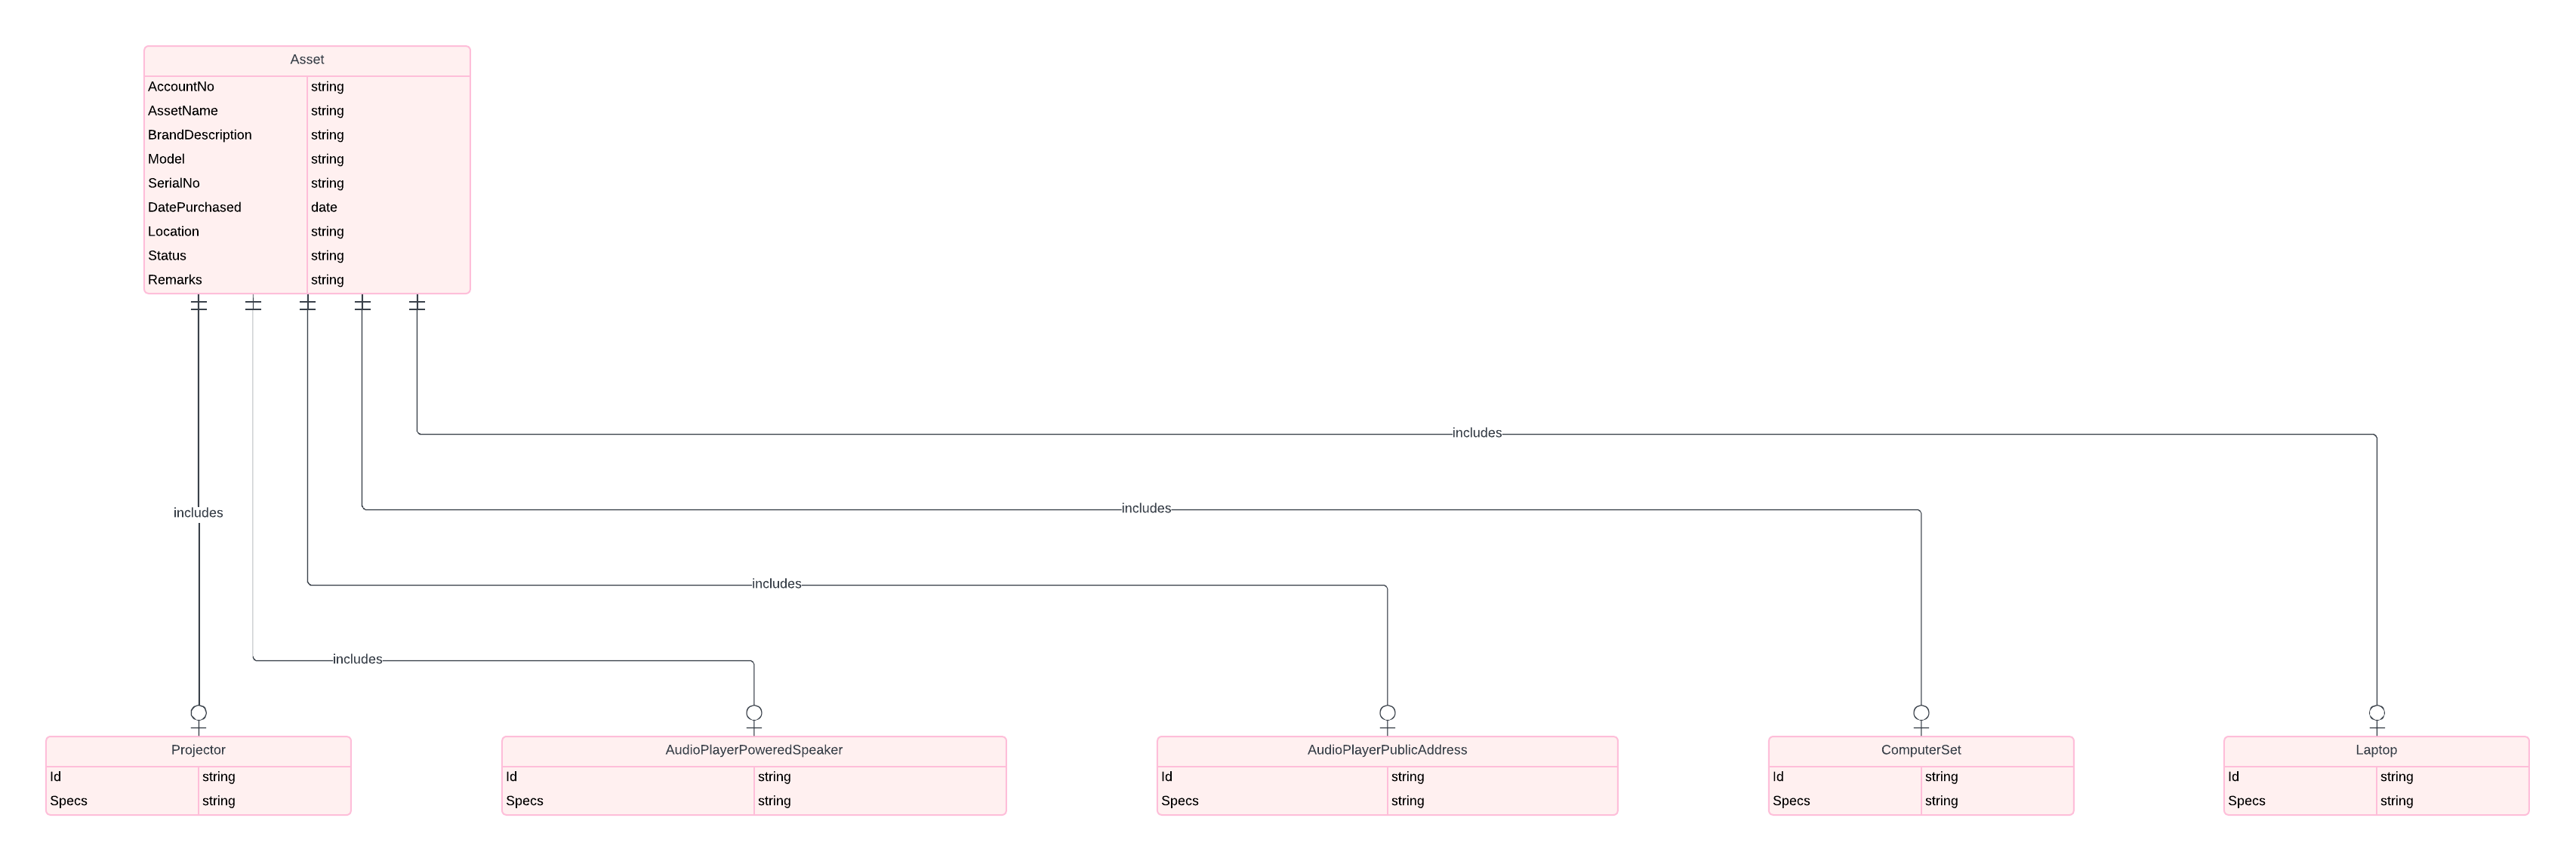 Asset
AccountNo string
AssetName string
BrandDescription string
Model string
SerialNo string
DatePurchased date
Location string
Status string
Remarks string
includes
includes
includes
includes
includes
Projector
Id string
Specs string
AudioPlayerPoweredSpeaker
Id string
Specs string
AudioPlayerPublicAddress
Id string
Specs string
ComputerSet
Id string
Specs string
Laptop
Id string
Specs string